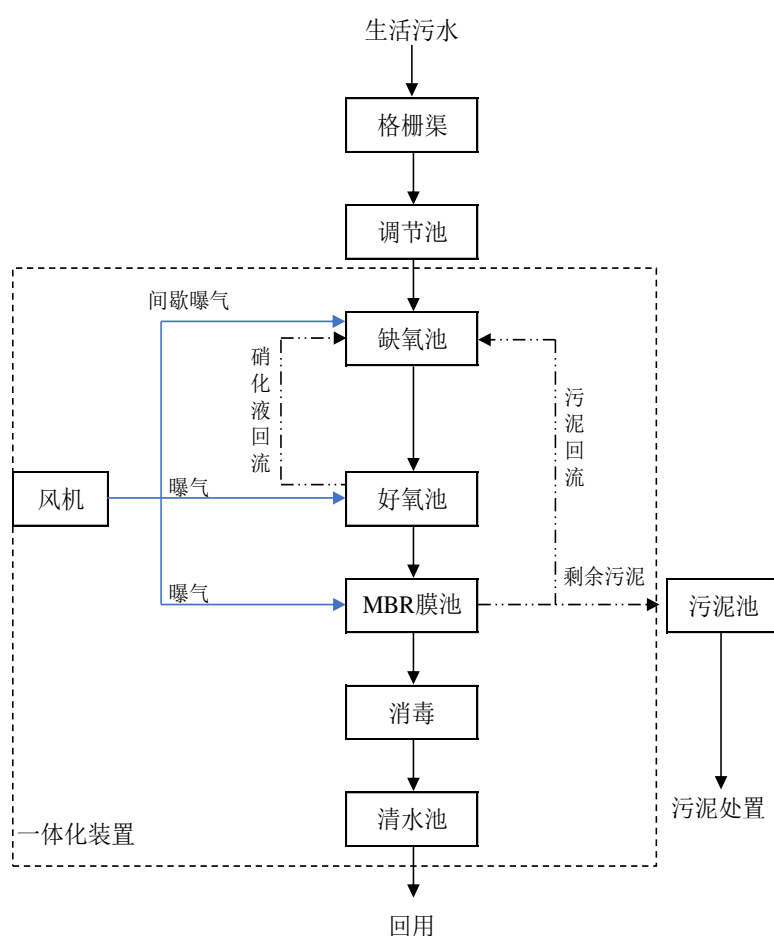 生活污水
格栅渠
调节池
间歇曝气
缺氧池
硝化液回流
污泥回流
风机
曝气
好氧池
曝气
MBR膜池
剩余污泥
污泥池
消毒
清水池
污泥处置
一体化装置
回用